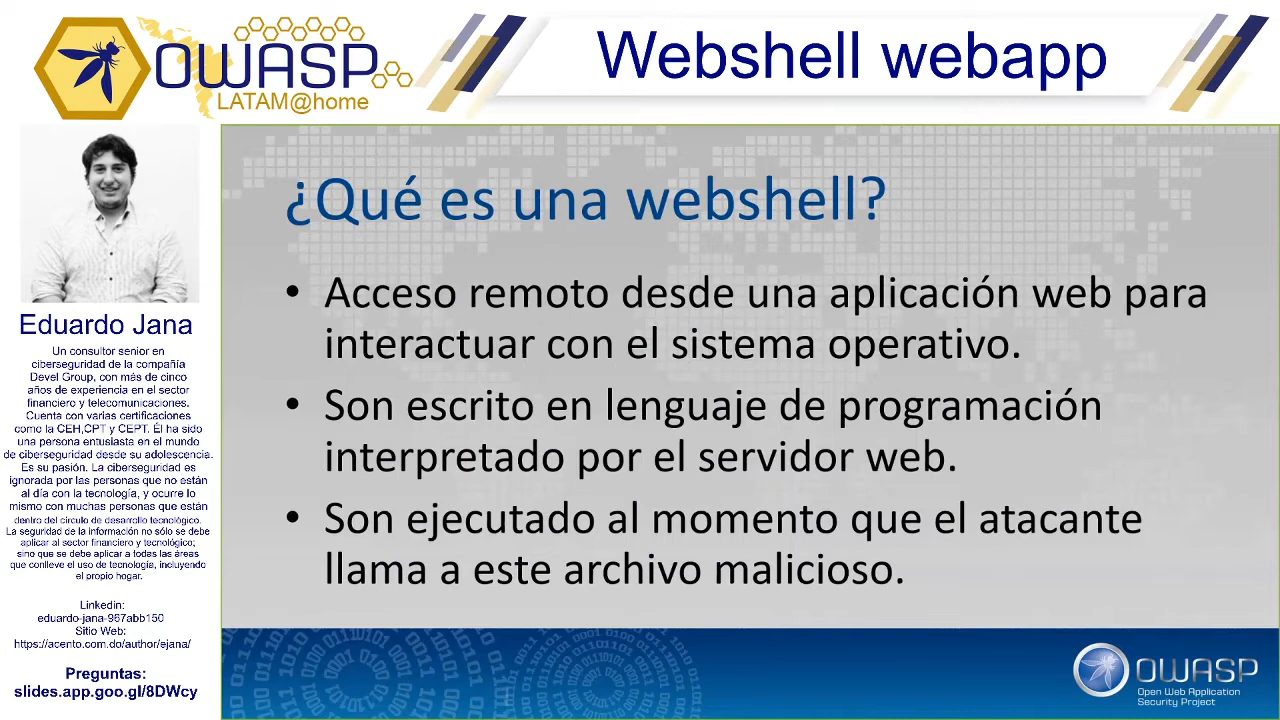 OWASP
LATAM@home
Webshell webapp
Eduardo Jana
Un consultor senior en
ciberseguridad de la compañía
Devel Group, con más de cinco
años de experiencia en el sector
financiero y telecomunicaciones.
Cuenta con varias certificaciones
como la CEH,CPT y CEPT. Él ha sido
una persona entusiasta en el mundo
de ciberseguridad desde su adolescencia.
Es su pasión. La ciberseguridad es
ignorada por las personas que no están
al día con la tecnología, y ocurre lo
mismo con muchas personas que están
dentro del circulo de desarrollo tecnológico.
La seguridad de la información no sólo se debe
aplicar al sector financiero y tecnológico;
sino que se debe aplicar a todas las áreas
que conlleve el uso de tecnología, incluyendo
el propio hogar.
Linkedin:
eduardo-jana-967abb150
Sitio Web:
https://acento.com.do/author/ejana/
Preguntas:
slides.app.goo.gl/8DWcy
¿Qué es una webshell?
• Acceso remoto desde una aplicación web para
interactuar con el sistema operativo.
• Son escrito en lenguaje de programación
interpretado por el servidor web.
• Son ejecutado al momento que el atacante
llama a este archivo malicioso.
OWASP
Open Web Application
Security Project